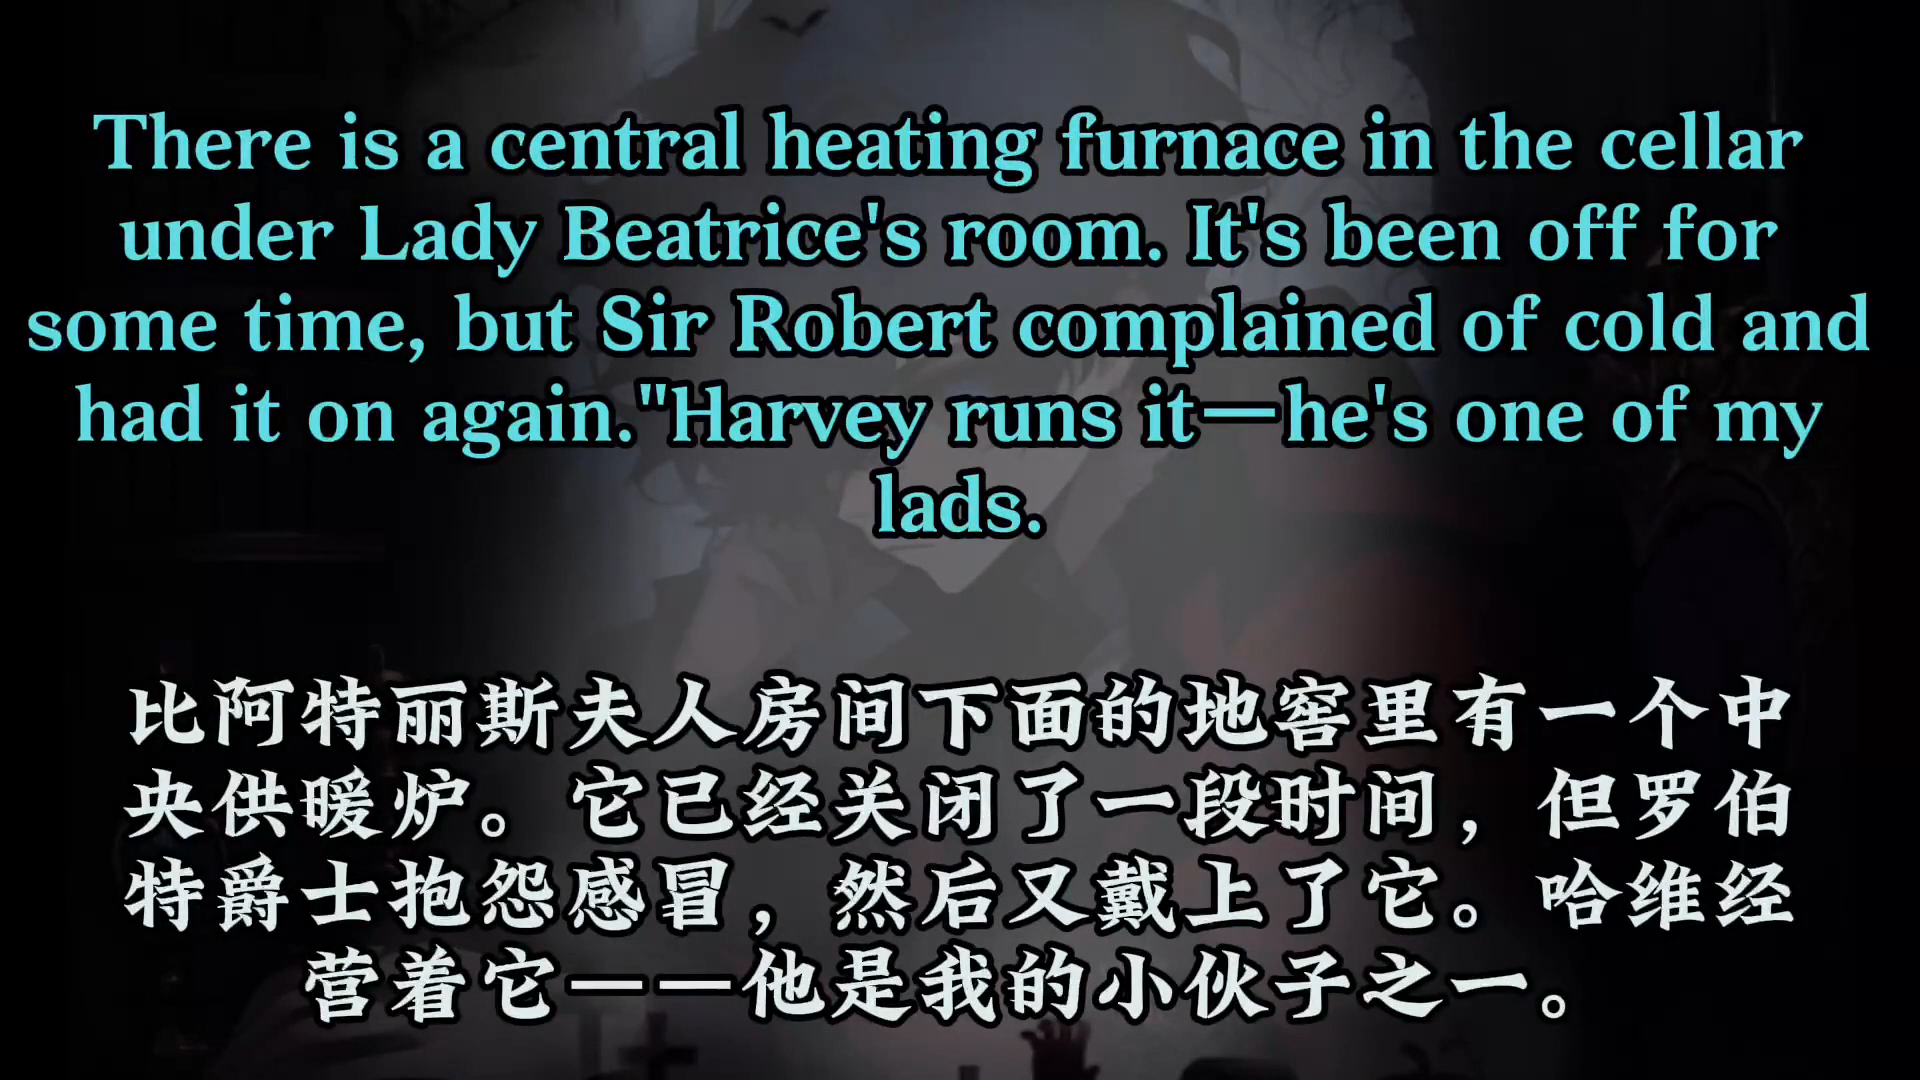 There is a central heating furnace in the cellar
under Lady Beatrice's room. It's been off for
some time, but Sir Robert complained of cold and
had it on again."Harvey runs it—he's one of my
lads.
比阿特丽斯夫人房间下面的地窖里有一个中
央供暖炉。它已经关闭了一段时间，但罗伯
特爵士抱怨感冒，然后又戴上了它。哈维经
营着它——他是我的小伙子之一。